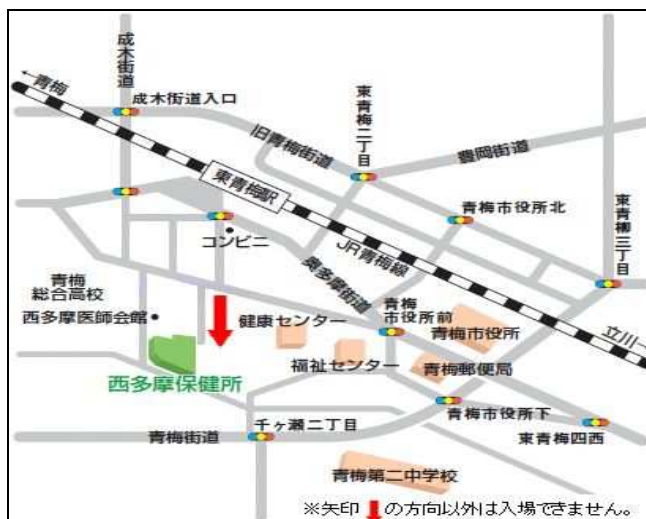 成木街道
←青梅
成木街道入口
東青梅二丁目
旧青梅街道
豊岡街道
東青梅駅
青梅市役所北
東青柳三丁目
コンビニ
JR青梅線
奥多摩街道
青梅
総合高校
西多摩医師会館
健康センター
青梅
市役所前
青梅市役所
立川→
福祉センター
青梅郵便局
西多摩保健所
青梅市役所下
千ヶ瀬二丁目
青梅街道
東青梅四西
青梅第二中学校
※矢印⬇の方向以外は入場できません。